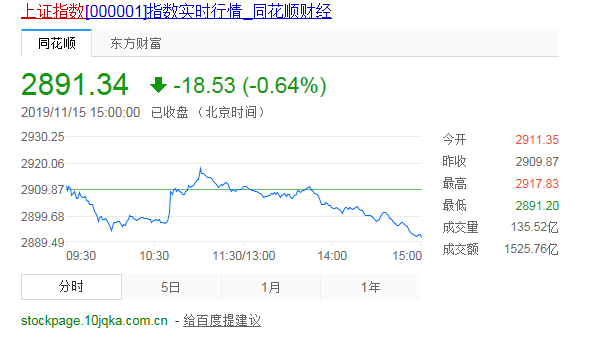 上证指数[000001]指数实时行情_同花顺财经
同花顺 东方财富
2891.34 -18.53 (-0.64%)
2019/11/15 15:00:00 已收盘 （北京时间）
2930.25
2920.06
2909.87
2899.68
2889.49
09:30 10:30 11:30/13:00 14:00 15:00
今开 2911.35
昨收 2909.87
最高 2917.83
最低 2891.20
成交量 135.52亿
成交额 1525.76亿
分时 5日 1月 1年
stockpage.10jqka.com.cn - 给百度提建议